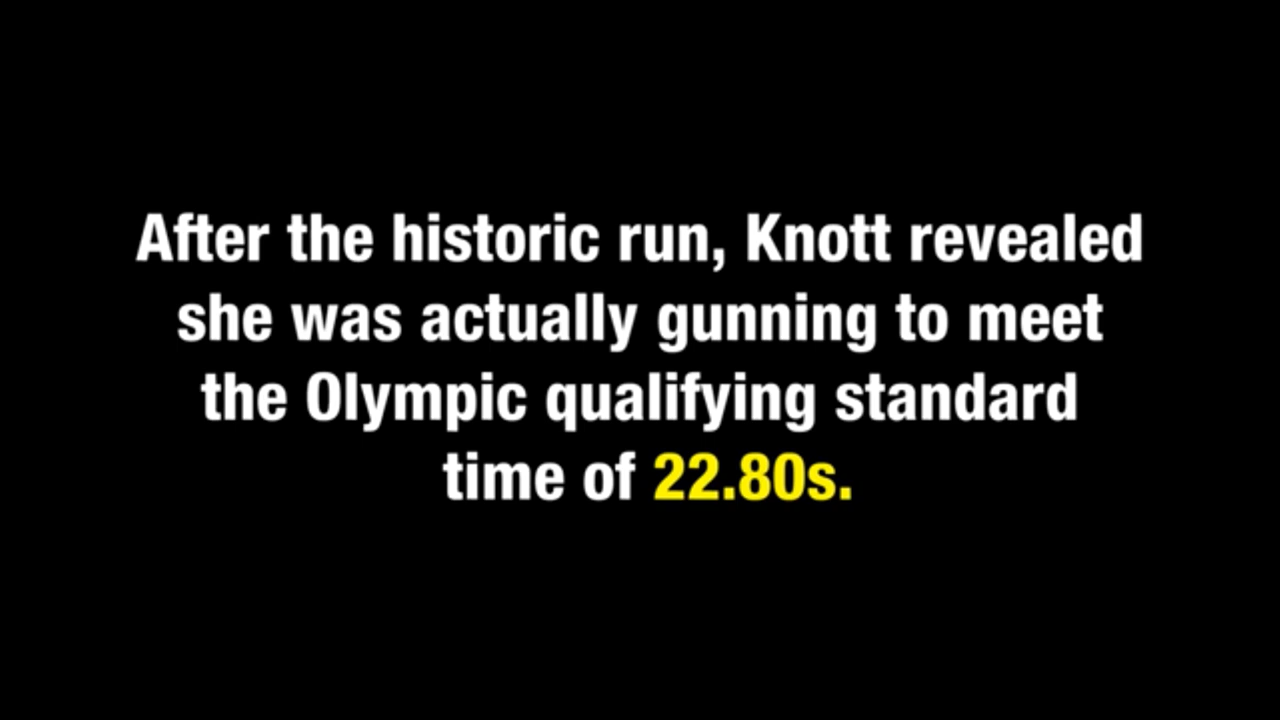 After the historic run, Knott revealed
she was actually gunning to meet
the Olympic qualifying standard
time of 22.80s.